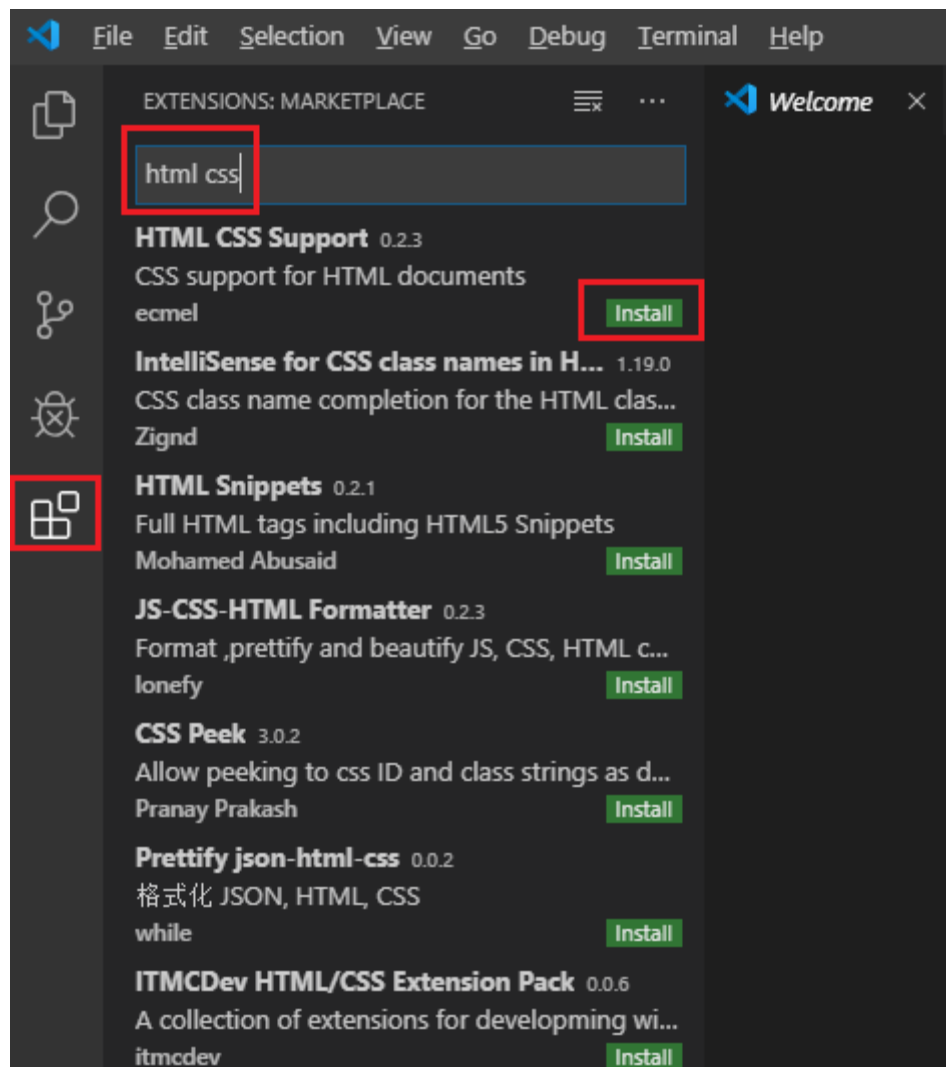 File Edit Selection View Go Debug Terminal Help
EXTENSIONS: MARKETPLACE
Welcome
html css
HTML CSS Support 0.2.3
CSS support for HTML documents
ecmel Install
IntelliSense for CSS class names in H... 1.19.0
CSS class name completion for the HTML clas...
Zignd Install
HTML Snippets 0.2.1
Full HTML tags including HTML5 Snippets
Mohamed Abusaid Install
JS-CSS-HTML Formatter 0.2.3
Format ,prettify and beautify JS, CSS, HTML c...
lonefy Install
CSS Peek 3.0.2
Allow peeking to css ID and class strings as d...
Pranay Prakash Install
Prettify json-html-css 0.0.2
格式化 JSON, HTML, CSS
while Install
ITMCDev HTML/CSS Extension Pack 0.0.6
A collection of extensions for developming wi...
itmcdev Install